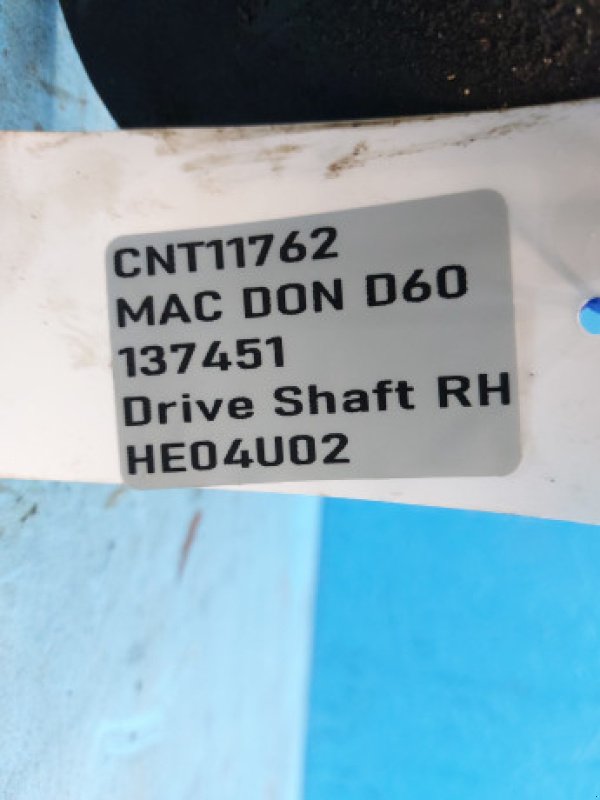 CNT11762
MAC DON D60
137451
Drive Shaft RH
HE04U02